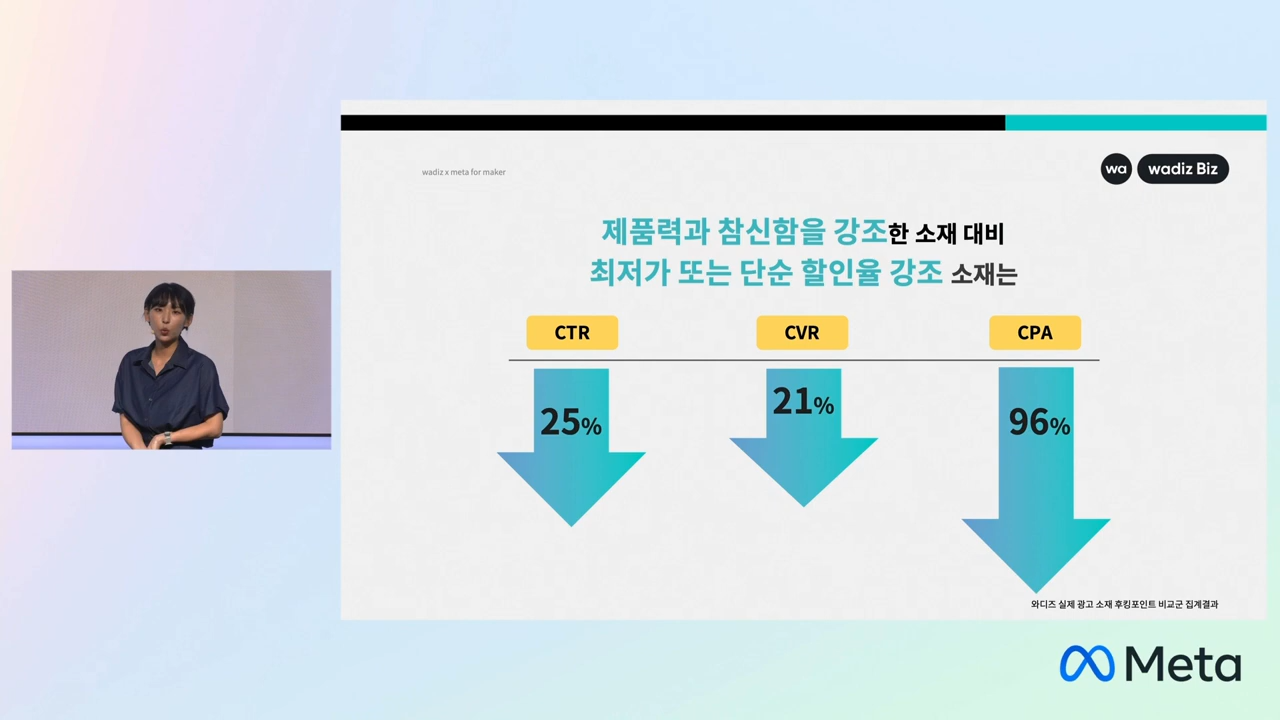 wadiz x meta for maker
wa wadiz Biz
제품력과 참신함을 강조한 소재 대비
최저가 또는 단순 할인율 강조 소재는
CTR CVR CPA
25% 21% 96%
와디즈 실제 광고 소재 후킹포인트 비교군 집계결과
Meta